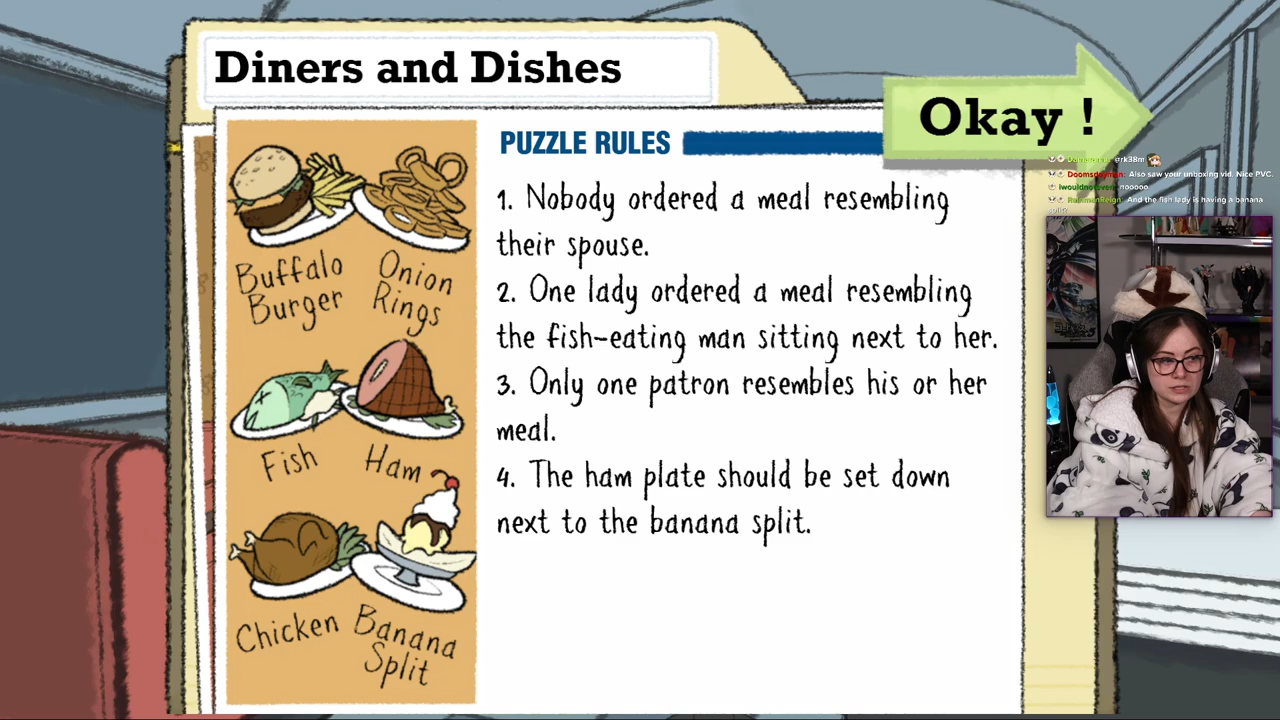 Diners and Dishes
Okay !
PUZZLE RULES
1. Nobody ordered a meal resembling
their spouse.
2. One lady ordered a meal resembling
the fish-eating man sitting next to her.
3. Only one patron resembles his or her
meal.
4. The ham plate should be set down
next to the banana split.
Buffalo
Burger
Onion
Rings
Fish
Ham
Chicken
Banana
Split
@rk38m
Also saw your unboxing vid. Nice PVC.
nooooo
And the fish lady is having a banana
split?